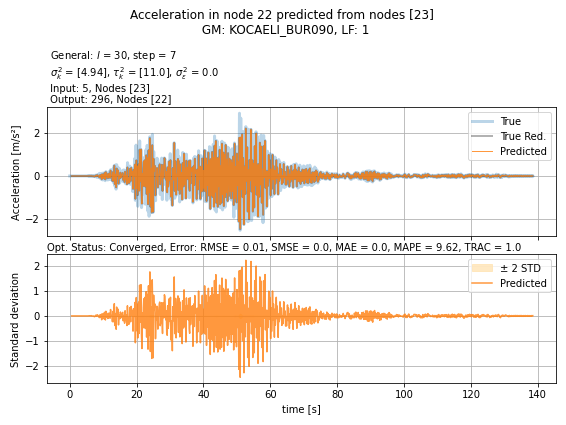 Acceleration in node 22 predicted from nodes [23]
GM: KOCAELI_BUR090, LF: 1
General: l = 30, step = 7
σ²ₖ = [4.94], τ²ₖ = [11.0], σ²ε = 0.0
Input: 5, Nodes [23]
Output: 296, Nodes [22]
Acceleration [m/s²]
2
0
−2
True
True Red.
Predicted
Opt. Status: Converged, Error: RMSE = 0.01, SMSE = 0.0, MAE = 0.0, MAPE = 9.62, TRAC = 1.0
Standard deviation
2
1
0
−1
−2
± 2 STD
Predicted
0 20 40 60 80 100 120 140
time [s]